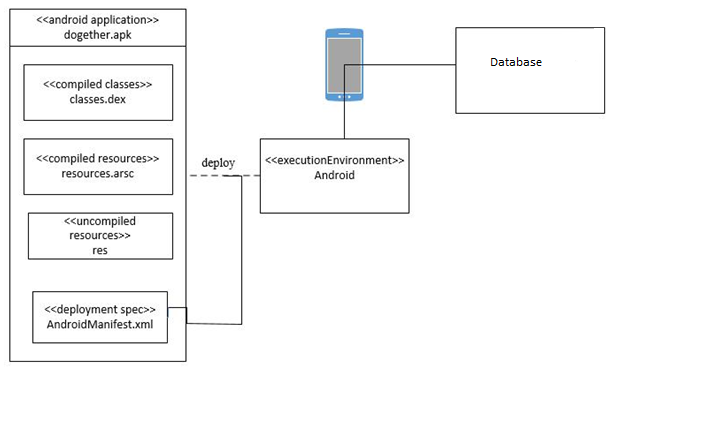 <<android application>>
dogether.apk
<<compiled classes>>
classes.dex
<<compiled resources>>
resources.arsc
<<uncompiled
resources>>
res
<<deployment spec>>
AndroidManifest.xml
deploy
<<executionEnvironment>>
Android
Database